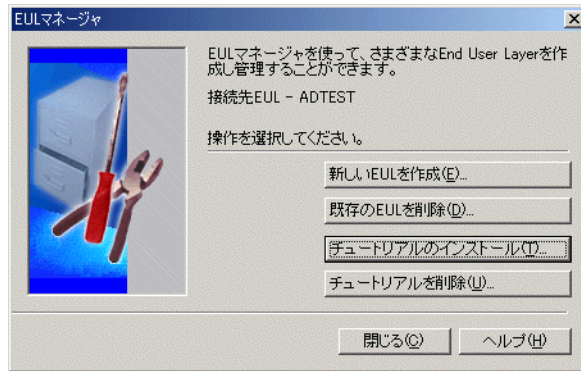 EULマネージャ
EULマネージャを使って、さまざまなEnd User Layerを作
成し管理することができます。
接続先EUL - ADTEST
操作を選択してください。
新しいEULを作成(E)...
既存のEULを削除(D)...
チュートリアルのインストール(T)...
チュートリアルを削除(U)...
閉じる(C)
ヘルプ(H)